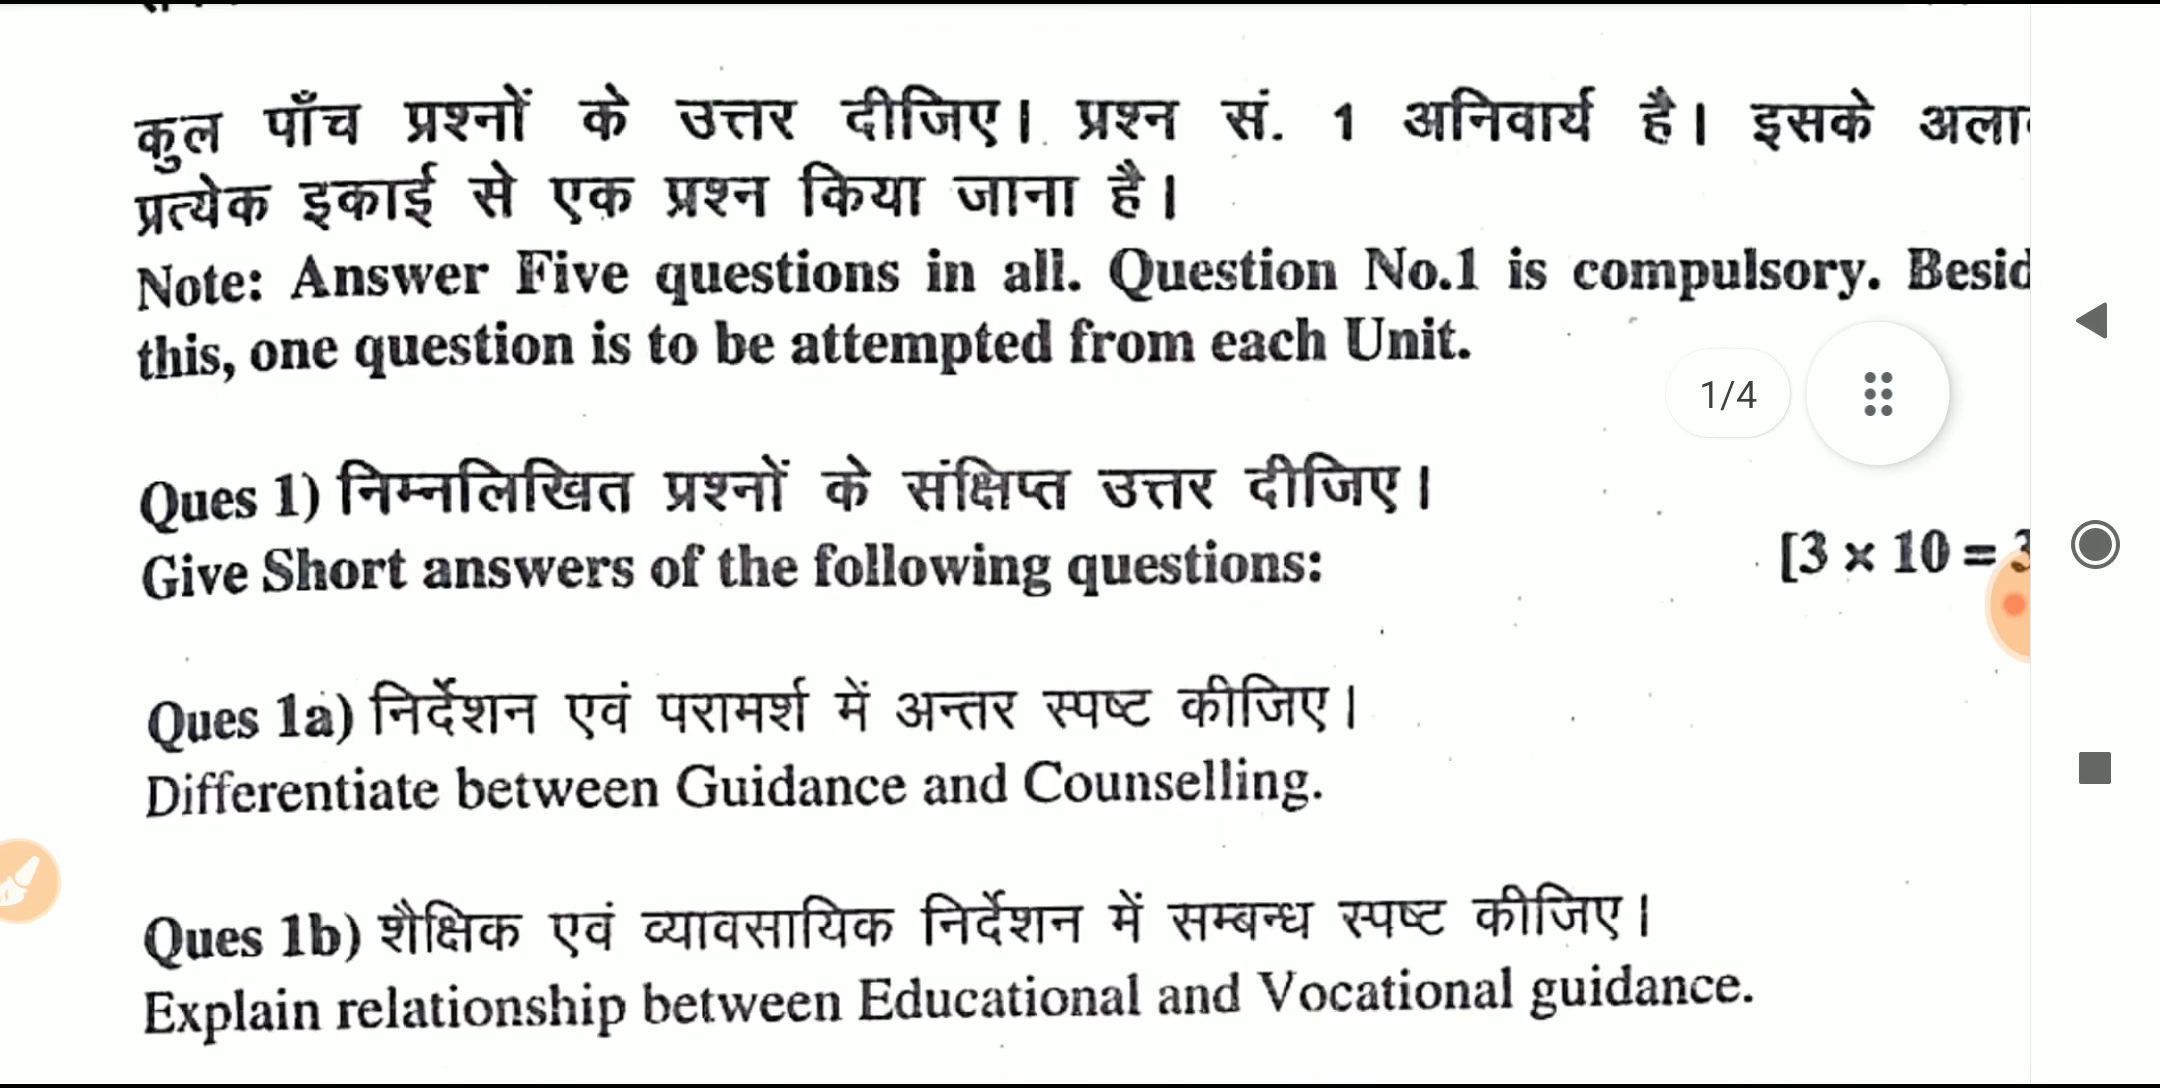 कुल पाँच प्रश्नों के उत्तर दीजिए। प्रश्न सं. 1 अनिवार्य है। इसके
प्रत्येक इकाई से एक प्रश्न किया जाना है।
Note: Answer Five questions in all. Question No.1 is compulsory.
this, one question is to be attempted from each Unit.
1/4
Ques 1) निम्नलिखित प्रश्नों के संक्षिप्त उत्तर दीजिए।
Give Short answers of the following questions:
[3 × 10 =
Ques 1a) निर्देशन एवं परामर्श में अन्तर स्पष्ट कीजिए।
Differentiate between Guidance and Counselling.
Ques 1b) शैक्षिक एवं व्यावसायिक निर्देशन में सम्बन्ध स्पष्ट कीजिए।
Explain relationship between Educational and Vocational guidance.